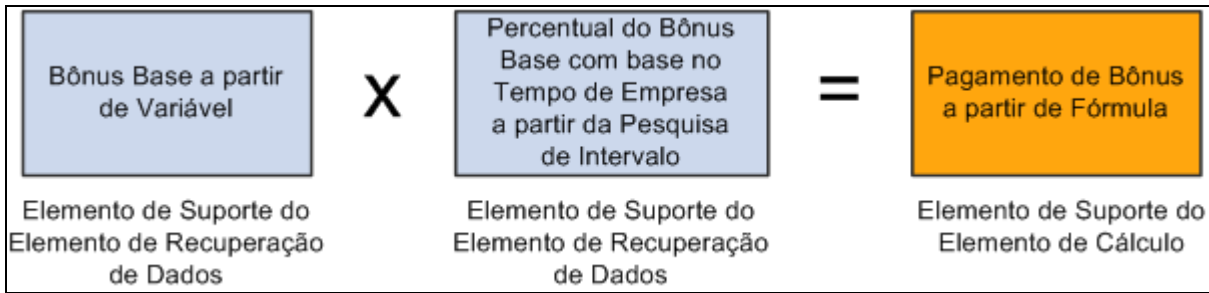 Bônus Base a partir
de Variável
X
Percentual do Bônus
Base com base no
Tempo de Empresa
a partir da Pesquisa
de Intervalo
=
Pagamento de Bônus
a partir de Fórmula
Elemento de Suporte do
Elemento de Recuperação
de Dados
Elemento de Suporte do
Elemento de Recuperação
de Dados
Elemento de Suporte do
Elemento de Cálculo